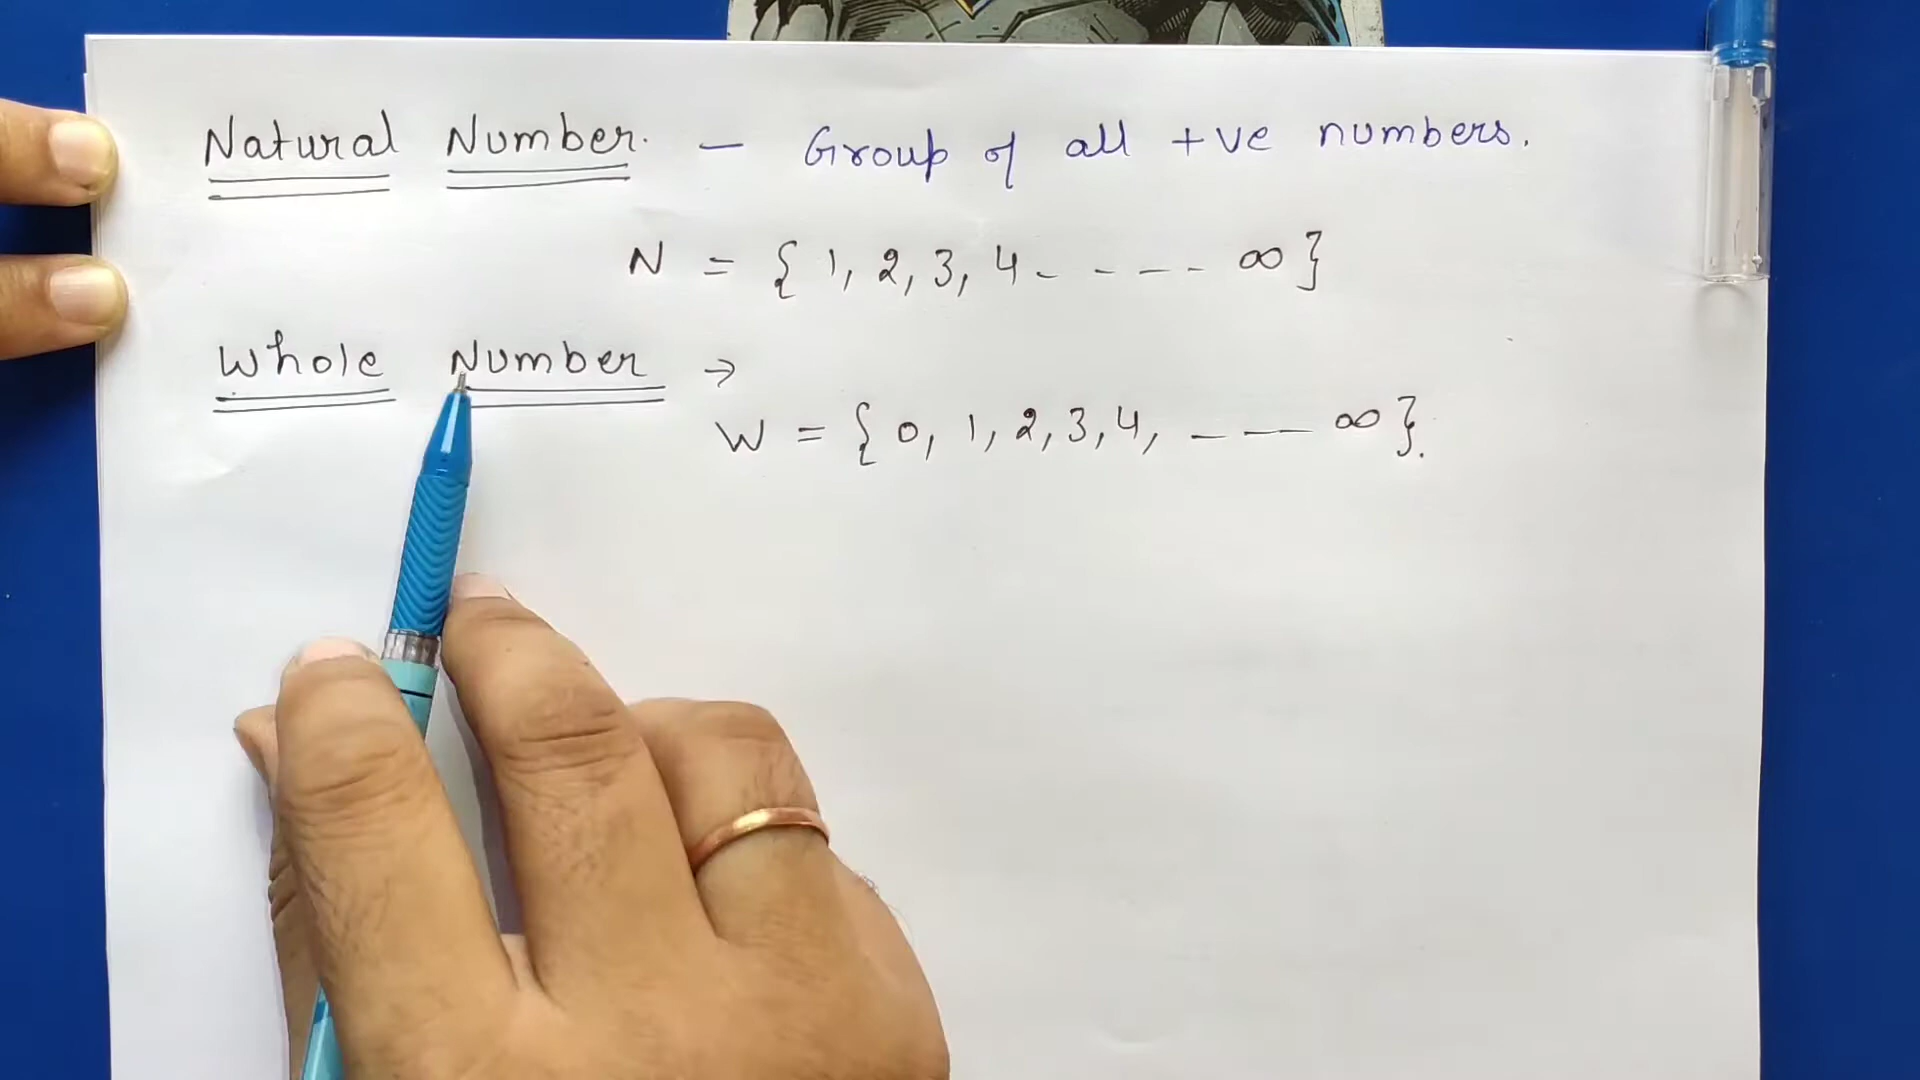 Natural Number. - Group of all +ve numbers.
N = { 1, 2, 3, 4 - - - - - ∞ }
Whole Number →
W = { 0, 1, 2, 3, 4, - - - ∞ }.